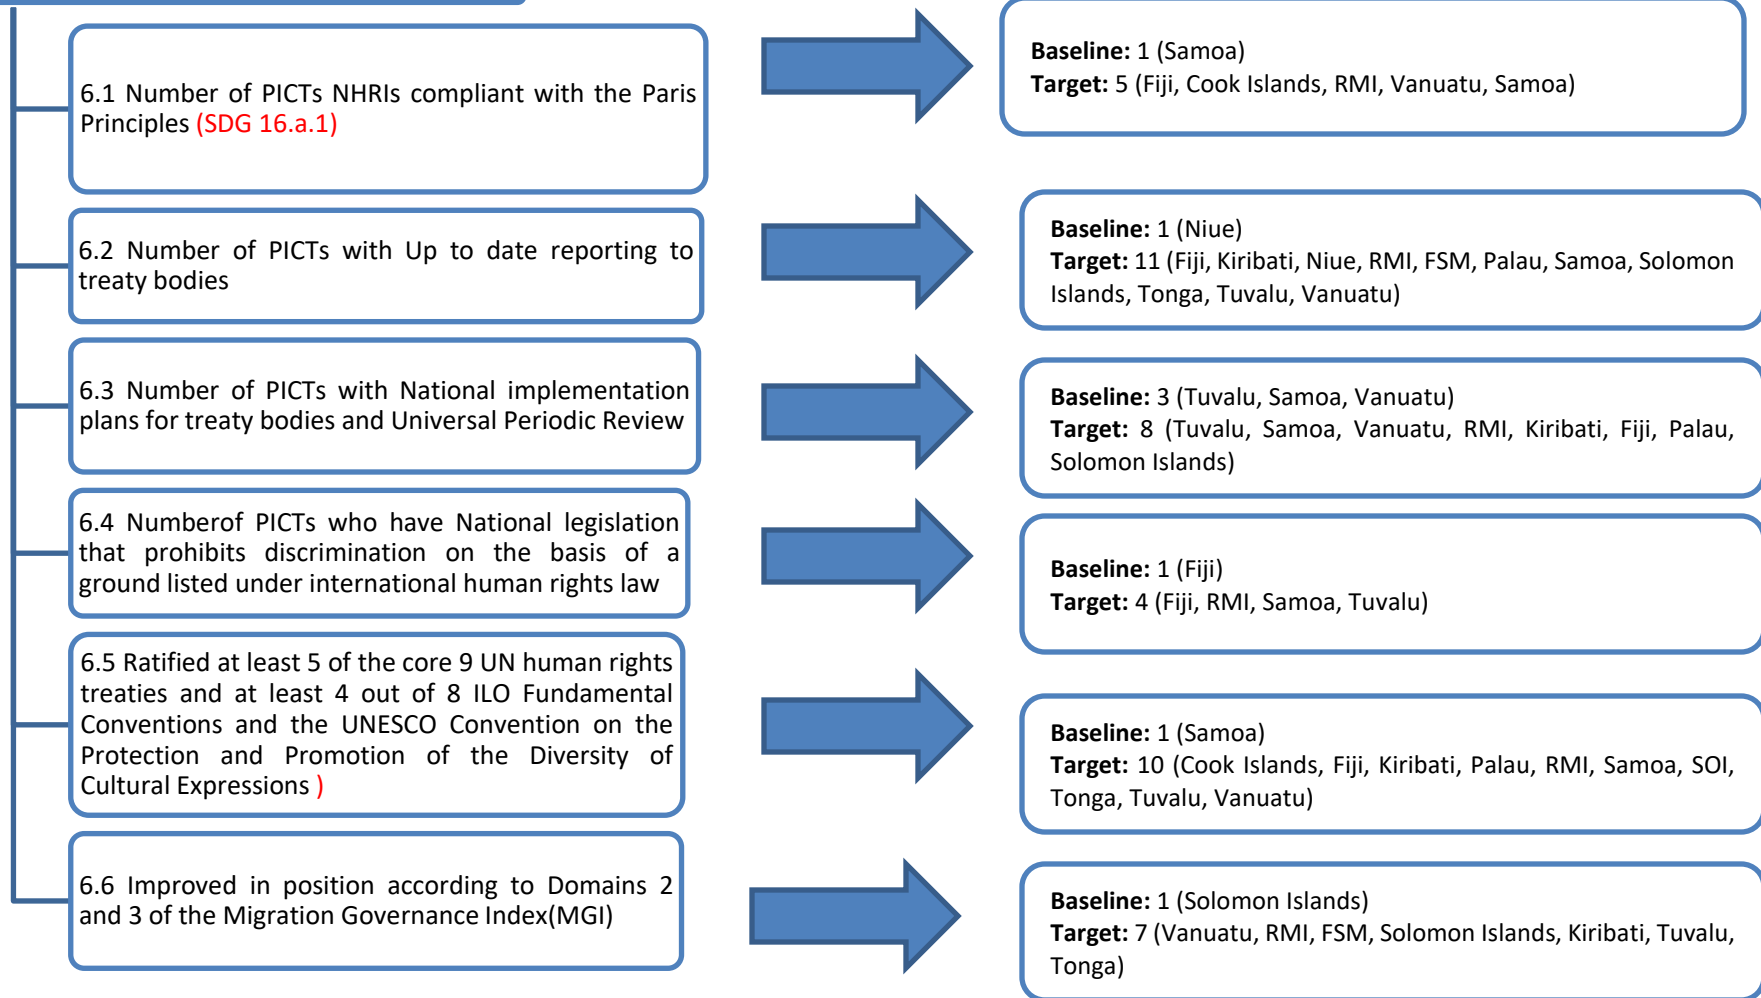 6.1 Number of PICTs NHRIs compliant with the Paris
Principles (SDG 16.a.1)
Baseline: 1 (Samoa)
Target: 5 (Fiji, Cook Islands, RMI, Vanuatu, Samoa)
6.2 Number of PICTs with Up to date reporting to
treaty bodies
Baseline: 1 (Niue)
Target: 11 (Fiji, Kiribati, Niue, RMI, FSM, Palau, Samoa, Solomon
Islands, Tonga, Tuvalu, Vanuatu)
6.3 Number of PICTs with National implementation
plans for treaty bodies and Universal Periodic Review
Baseline: 3 (Tuvalu, Samoa, Vanuatu)
Target: 8 (Tuvalu, Samoa, Vanuatu, RMI, Kiribati, Fiji, Palau,
Solomon Islands)
6.4 Numberof PICTs who have National legislation
that prohibits discrimination on the basis of a
ground listed under international human rights law
Baseline: 1 (Fiji)
Target: 4 (Fiji, RMI, Samoa, Tuvalu)
6.5 Ratified at least 5 of the core 9 UN human rights
treaties and at least 4 out of 8 ILO Fundamental
Conventions and the UNESCO Convention on the
Protection and Promotion of the Diversity of
Cultural Expressions )
Baseline: 1 (Samoa)
Target: 10 (Cook Islands, Fiji, Kiribati, Palau, RMI, Samoa, SOI,
Tonga, Tuvalu, Vanuatu)
6.6 Improved in position according to Domains 2
and 3 of the Migration Governance Index(MGI)
Baseline: 1 (Solomon Islands)
Target: 7 (Vanuatu, RMI, FSM, Solomon Islands, Kiribati, Tuvalu,
Tonga)